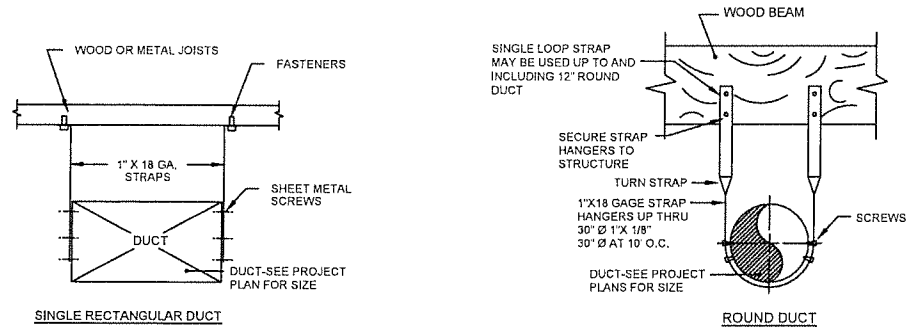 WOOD OR METAL JOISTS
FASTENERS
1" X 18 GA.
STRAPS
SHEET METAL
SCREWS
DUCT
DUCT-SEE PROJECT
PLAN FOR SIZE
SINGLE RECTANGULAR DUCT
WOOD BEAM
SINGLE LOOP STRAP
MAY BE USED UP TO AND
INCLUDING 12" ROUND
DUCT
SECURE STRAP
HANGERS TO
STRUCTURE
TURN STRAP
1"X18 GAGE STRAP
HANGERS UP THRU
30" Ø 1"X 1/8"
30" Ø AT 10' O.C.
SCREWS
DUCT-SEE PROJECT
PLANS FOR SIZE
ROUND DUCT